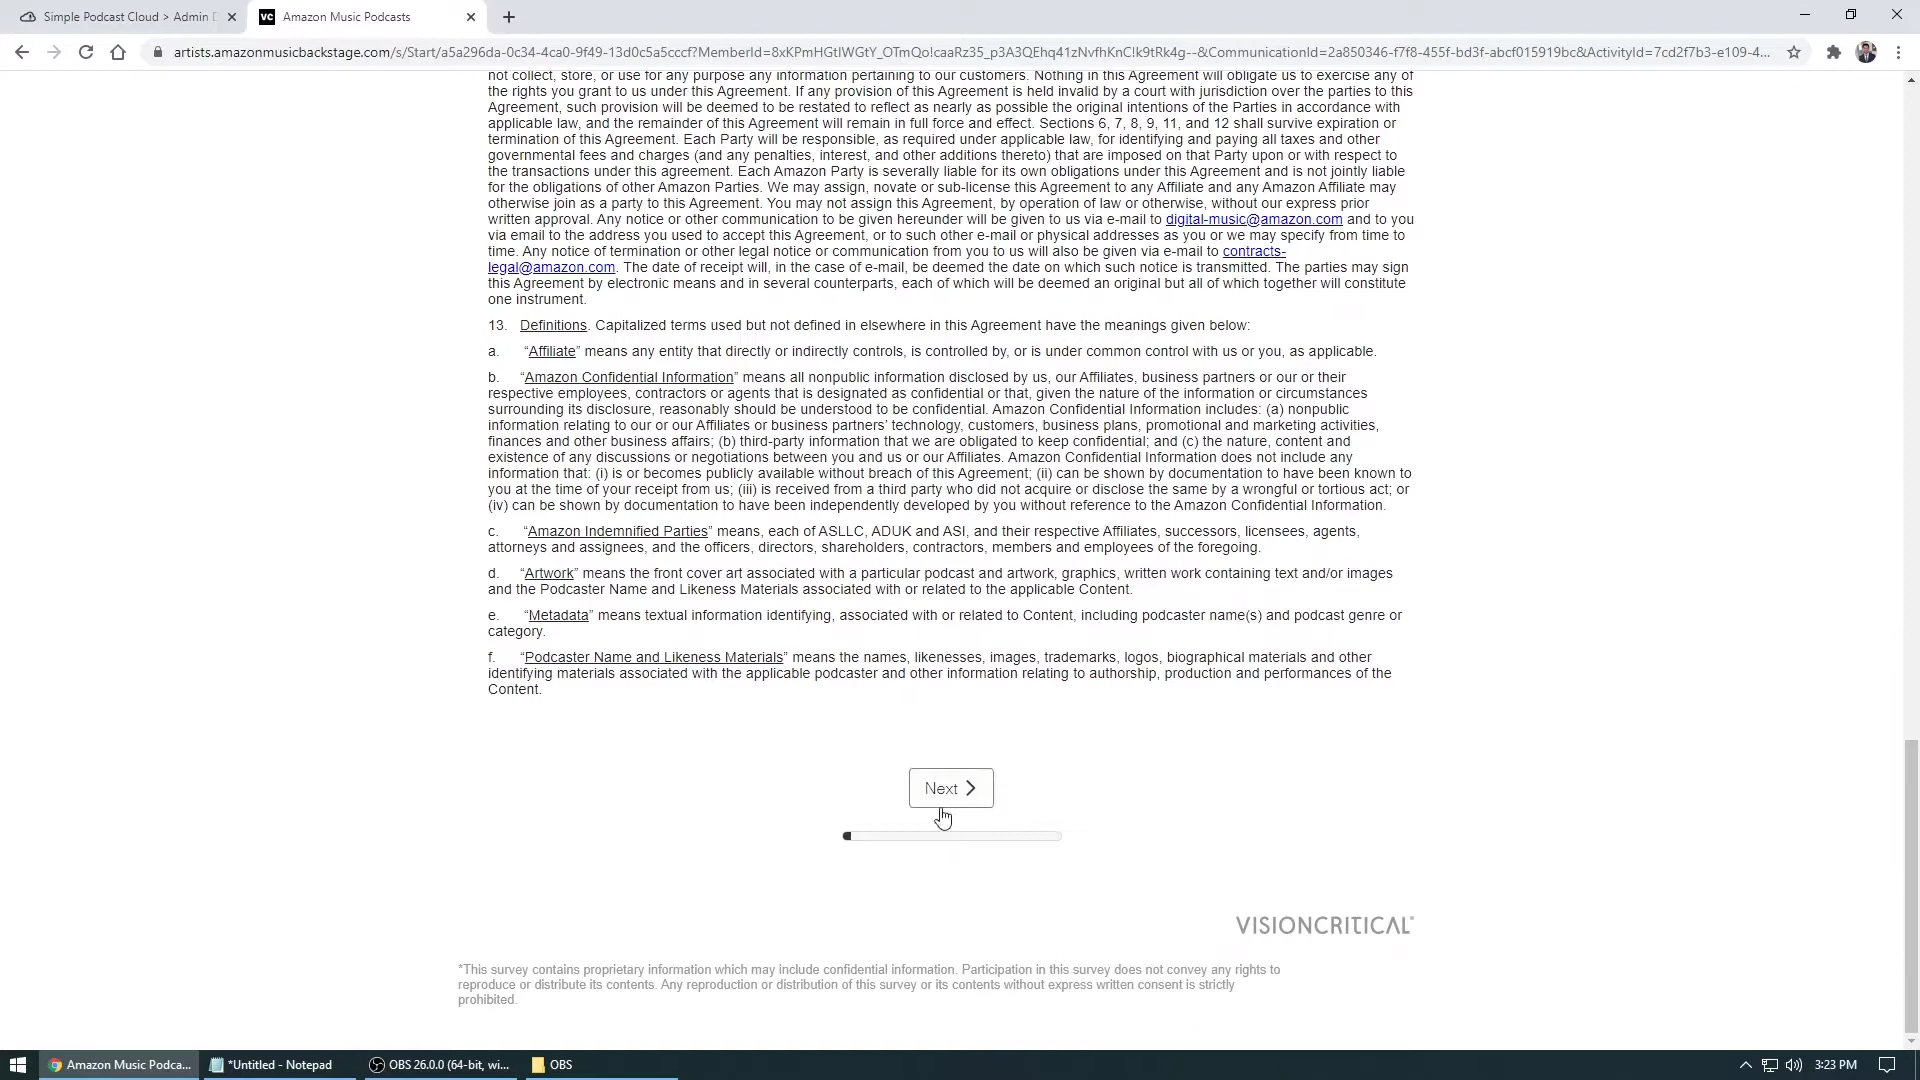 Simple Podcast Cloud > Admin D
Amazon Music Podcasts
artists.amazonmusicbackstage.com/s/Start/a5a296da-0c34-4ca0-9f49-13d0c5a5cccf?MemberId=8xKPmHGtIWGtY_OTmQo!caaRz35_p3A3QEhq41zNvfhKnC!k9tRk4g--&CommunicationId=2a850346-f7f8-455f-bd3f-abcf015919bc&ActivityId=7cd2f7b3-e109-4...
not collect, store, or use for any purpose any information pertaining to our customers. Nothing in this Agreement will obligate us to exercise any of
the rights you grant to us under this Agreement. If any provision of this Agreement is held invalid by a court with jurisdiction over the parties to this
Agreement, such provision will be deemed to be restated to reflect as nearly as possible the original intentions of the Parties in accordance with
applicable law, and the remainder of this Agreement will remain in full force and effect. Sections 6, 7, 8, 9, 11, and 12 shall survive expiration or
termination of this Agreement. Each Party will be responsible, as required under applicable law, for identifying and paying all taxes and other
governmental fees and charges (and any penalties, interest, and other additions thereto) that are imposed on that Party upon or with respect to
the transactions under this agreement. Each Amazon Party is severally liable for its own obligations under this Agreement and is not jointly liable
for the obligations of other Amazon Parties. We may assign, novate or sub-license this Agreement to any Affiliate and any Amazon Affiliate may
otherwise join as a party to this Agreement. You may not assign this Agreement, by operation of law or otherwise, without our express prior
written approval. Any notice or other communication to be given hereunder will be given to us via e-mail to digital-music@amazon.com and to you
via email to the address you used to accept this Agreement, or to such other e-mail or physical addresses as you or we may specify from time to
time. Any notice of termination or other legal notice or communication from you to us will also be given via e-mail to contracts-
legal@amazon.com. The date of receipt will, in the case of e-mail, be deemed the date on which such notice is transmitted. The parties may sign
this Agreement by electronic means and in several counterparts, each of which will be deemed an original but all of which together will constitute
one instrument.
13. Definitions. Capitalized terms used but not defined in elsewhere in this Agreement have the meanings given below:
a. “Affiliate” means any entity that directly or indirectly controls, is controlled by, or is under common control with us or you, as applicable.
b. “Amazon Confidential Information” means all nonpublic information disclosed by us, our Affiliates, business partners or our or their
respective employees, contractors or agents that is designated as confidential or that, given the nature of the information or circumstances
surrounding its disclosure, reasonably should be understood to be confidential. Amazon Confidential Information includes: (a) nonpublic
information relating to our or our Affiliates or business partners’ technology, customers, business plans, promotional and marketing activities,
finances and other business affairs; (b) third-party information that we are obligated to keep confidential; and (c) the nature, content and
existence of any discussions or negotiations between you and us or our Affiliates. Amazon Confidential Information does not include any
information that: (i) is or becomes publicly available without breach of this Agreement; (ii) can be shown by documentation to have been known to
you at the time of your receipt from us; (iii) is received from a third party who did not acquire or disclose the same by a wrongful or tortious act; or
(iv) can be shown by documentation to have been independently developed by you without reference to the Amazon Confidential Information.
c. “Amazon Indemnified Parties” means, each of ASLLC, ADUK and ASI, and their respective Affiliates, successors, licensees, agents,
attorneys and assignees, and the officers, directors, shareholders, contractors, members and employees of the foregoing.
d. “Artwork” means the front cover art associated with a particular podcast and artwork, graphics, written work containing text and/or images
and the Podcaster Name and Likeness Materials associated with or related to the applicable Content.
e. “Metadata” means textual information identifying, associated with or related to Content, including podcaster name(s) and podcast genre or
category.
f. “Podcaster Name and Likeness Materials” means the names, likenesses, images, trademarks, logos, biographical materials and other
identifying materials associated with the applicable podcaster and other information relating to authorship, production and performances of the
Content.
Next
VISIONCRITICAL®
*This survey contains proprietary information which may include confidential information. Participation in this survey does not convey any rights to
reproduce or distribute its contents. Any reproduction or distribution of this survey or its contents without express written consent is strictly
prohibited.
Amazon Music Podca...
*Untitled - Notepad
OBS 26.0.0 (64-bit, wi...
OBS
3:23 PM